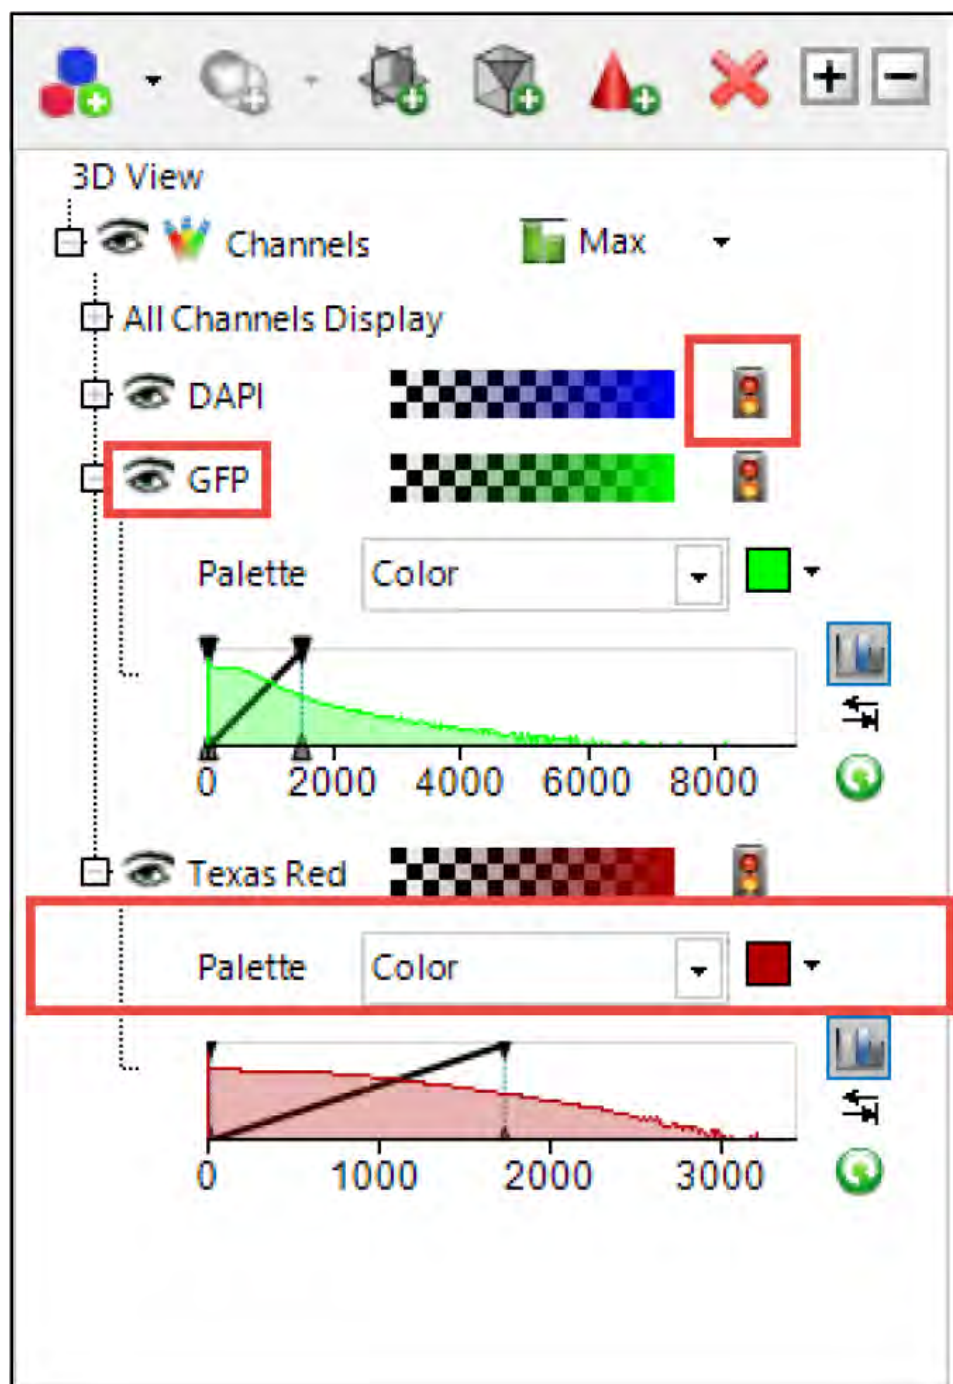 3D View
Channels Max
All Channels Display
DAPI
GFP
Palette Color
0 2000 4000 6000 8000
Texas Red
Palette Color
0 1000 2000 3000